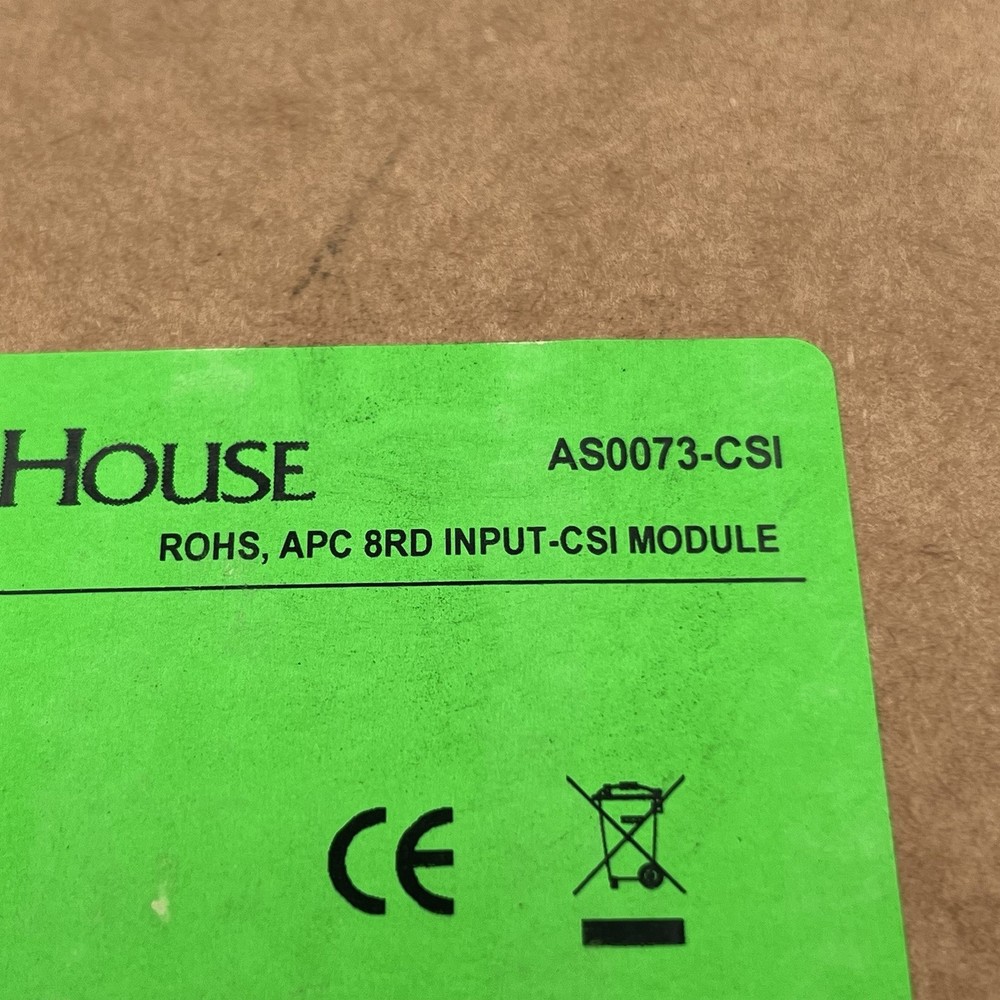 HOUSE
AS0073-CSI
ROHS, APC 8RD INPUT-CSI MODULE
CE